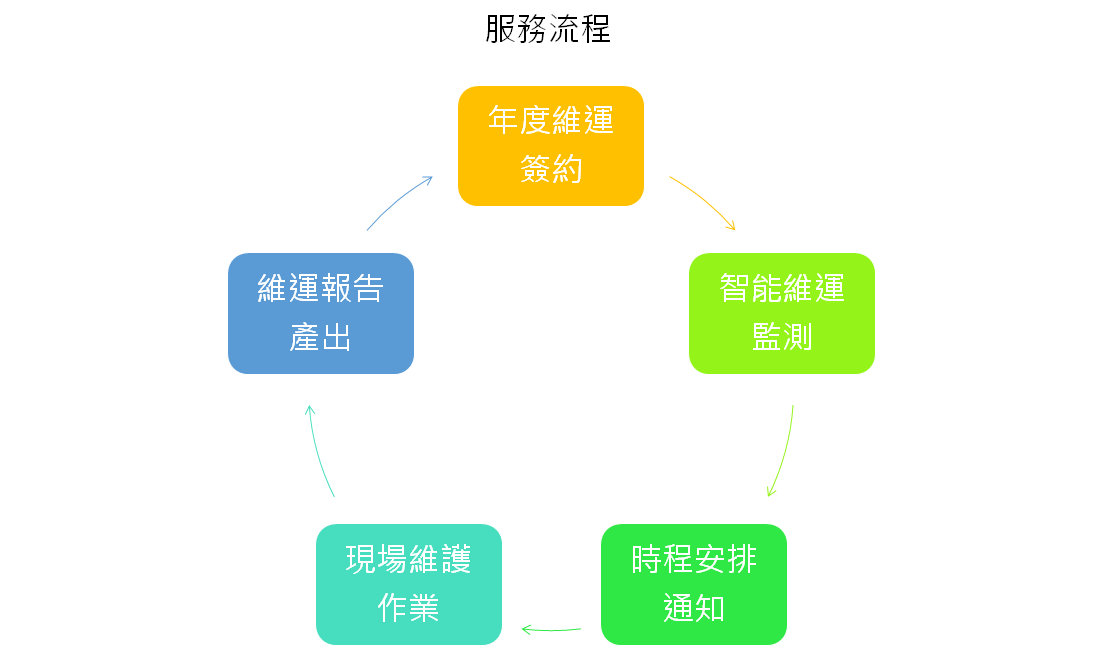 服務流程
年度維運
簽約
智能維運
監測
時程安排
通知
現場維護
作業
維運報告
產出